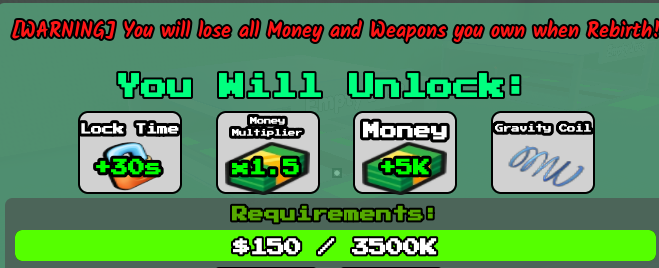 [WARNING] You will lose all Money and Weapons you own when Rebirth!
You Will Unlock:
Lock Time
+30s
Money
Multiplier
x1.5
Money
+5K
Gravity Coil
Requirements:
$150 / 3500K